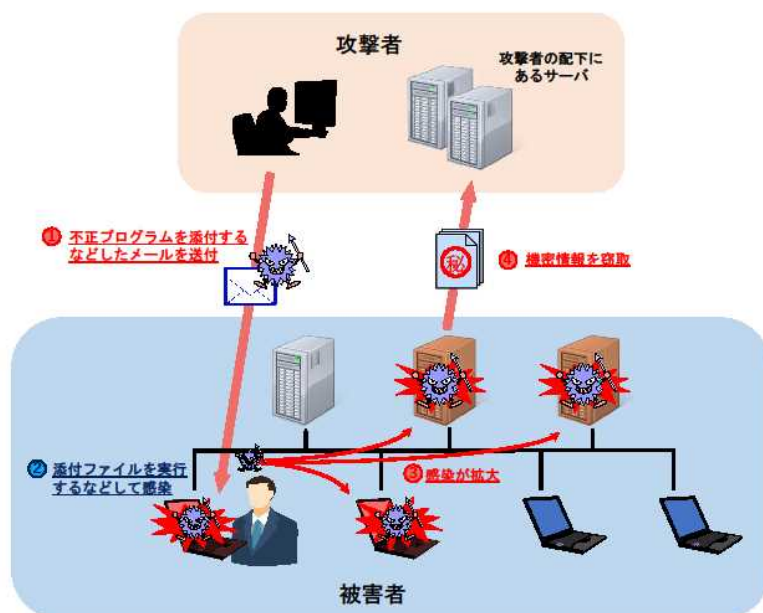 攻撃者
攻撃者の配下に
あるサーバ
① 不正プログラムを添付する
などしたメールを送付
㊙
④ 機密情報を窃取
② 添付ファイルを実行
するなどして感染
③ 感染が拡大
被害者